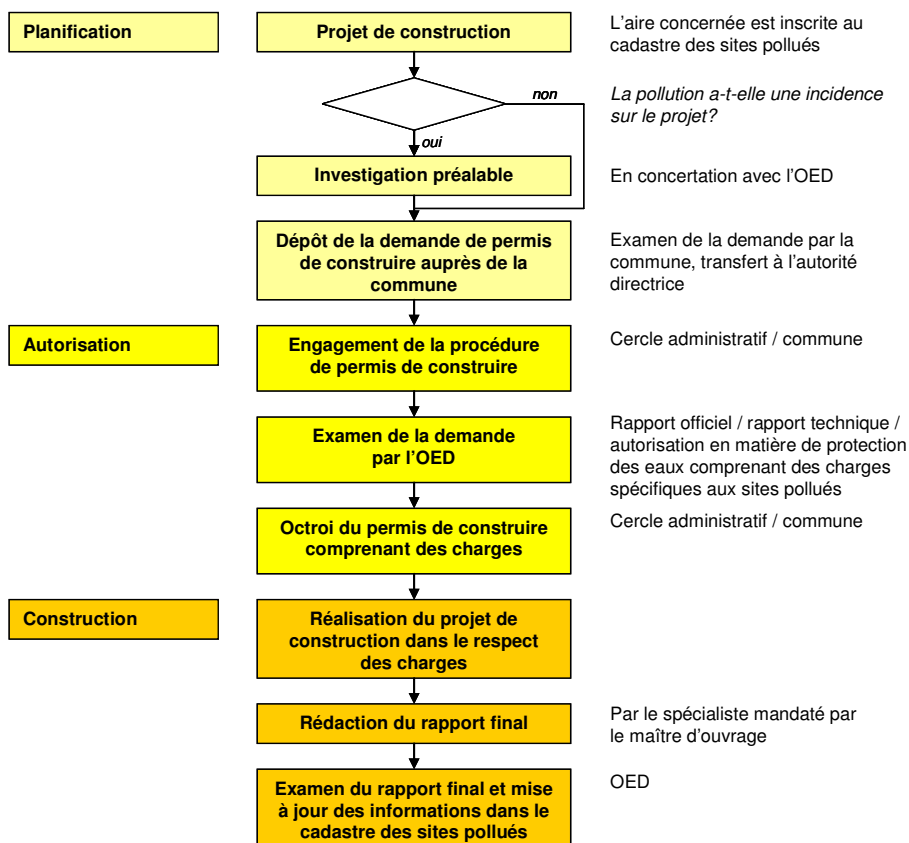 Planification
Projet de construction
L'aire concernée est inscrite au
cadastre des sites pollués
non
La pollution a-t-elle une incidence
sur le projet?
oui
Investigation préalable
En concertation avec l'OED
Dépôt de la demande de permis
de construire auprès de la
commune
Examen de la demande par la
commune, transfert à l'autorité
directrice
Autorisation
Engagement de la procédure
de permis de construire
Cercle administratif / commune
Examen de la demande
par l'OED
Rapport officiel / rapport technique /
autorisation en matière de protection
des eaux comprenant des charges
spécifiques aux sites pollués
Octroi du permis de construire
comprenant des charges
Cercle administratif / commune
Construction
Réalisation du projet de
construction dans le respect
des charges
Rédaction du rapport final
Par le spécialiste mandaté par
le maître d'ouvrage
Examen du rapport final et mise
à jour des informations dans le
cadastre des sites pollués
OED